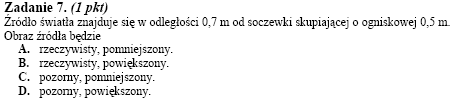 Zadanie 7. (1 pkt)
Źródło światła znajduje się w odległości 0,7 m od soczewki skupiającej o ogniskowej 0,5 m.
Obraz źródła będzie
A. rzeczywisty, pomniejszony.
B. rzeczywisty, powiększony.
C. pozorny, pomniejszony.
D. pozorny, powiększony.